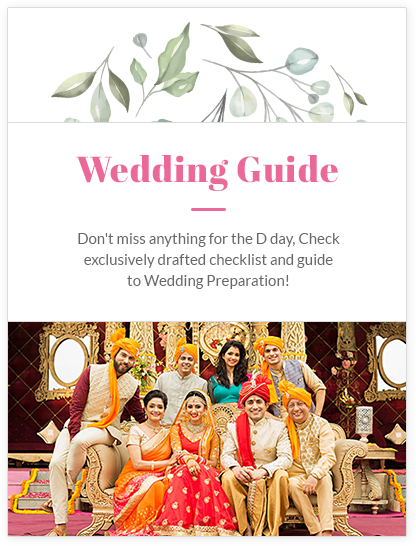 Wedding Guide
Don't miss anything for the D day, Check
exclusively drafted checklist and guide
to Wedding Preparation!